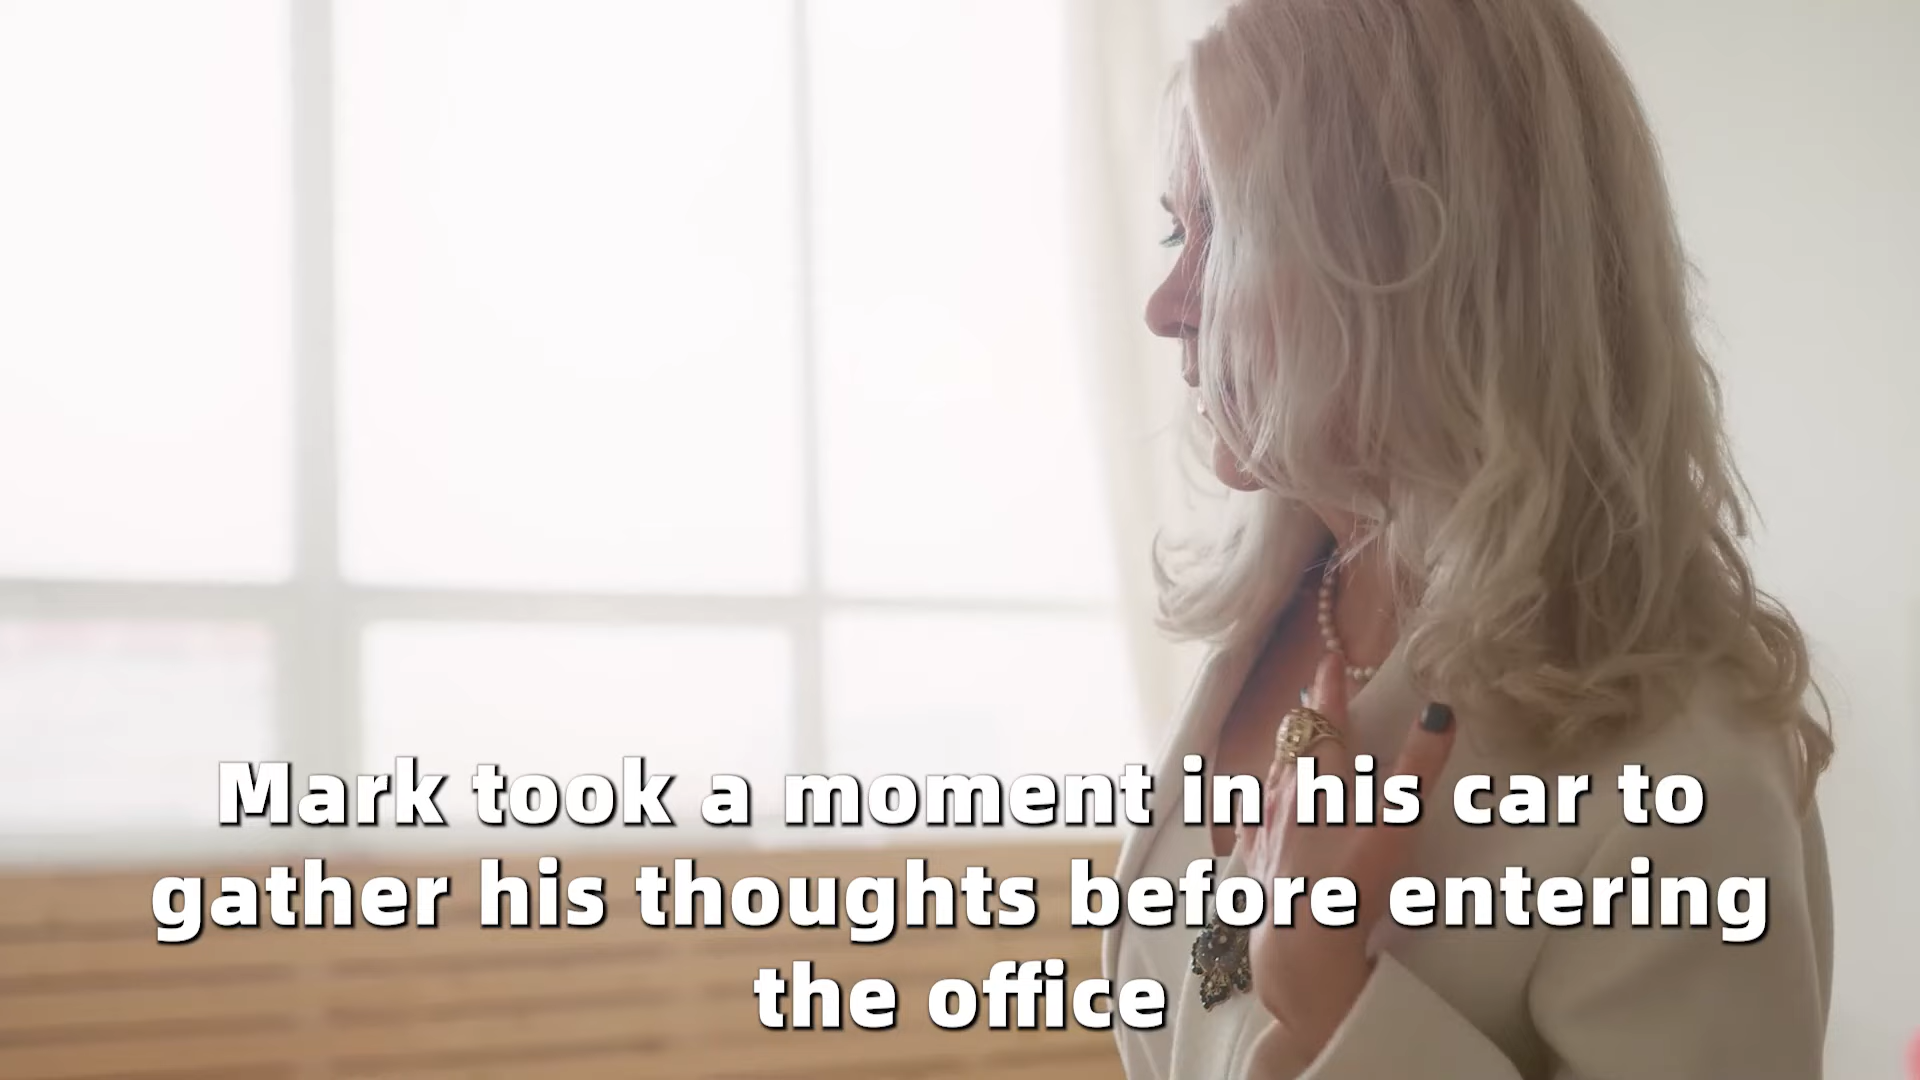 Mark took a moment in his car to
gather his thoughts before entering
the office